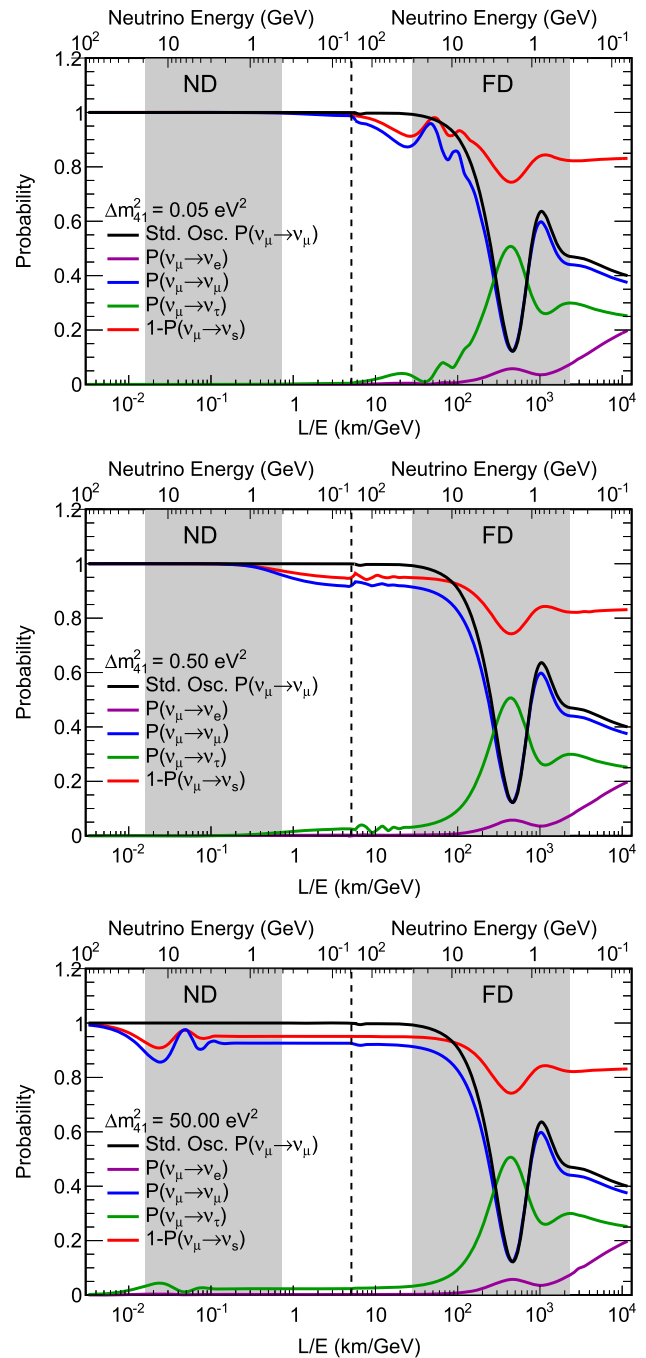 Neutrino Energy (GeV) Neutrino Energy (GeV)
10² 10 1 10⁻¹ 10² 10 1 10⁻¹
1.2
ND FD
1
0.8
0.6
0.4
0.2
0
Probability
Δm²₄₁ = 0.05 eV²
Std. Osc. P(νμ→νμ)
P(νμ→νe)
P(νμ→νμ)
P(νμ→ντ)
1-P(νμ→νs)
10⁻² 10⁻¹ 1 10 10² 10³ 10⁴
L/E (km/GeV)
Neutrino Energy (GeV) Neutrino Energy (GeV)
10² 10 1 10⁻¹ 10² 10 1 10⁻¹
1.2
ND FD
1
0.8
0.6
0.4
0.2
0
Probability
Δm²₄₁ = 0.50 eV²
Std. Osc. P(νμ→νμ)
P(νμ→νe)
P(νμ→νμ)
P(νμ→ντ)
1-P(νμ→νs)
10⁻² 10⁻¹ 1 10 10² 10³ 10⁴
L/E (km/GeV)
Neutrino Energy (GeV) Neutrino Energy (GeV)
10² 10 1 10⁻¹ 10² 10 1 10⁻¹
1.2
ND FD
1
0.8
0.6
0.4
0.2
0
Probability
Δm²₄₁ = 50.00 eV²
Std. Osc. P(νμ→νμ)
P(νμ→νe)
P(νμ→νμ)
P(νμ→ντ)
1-P(νμ→νs)
10⁻² 10⁻¹ 1 10 10² 10³ 10⁴
L/E (km/GeV)